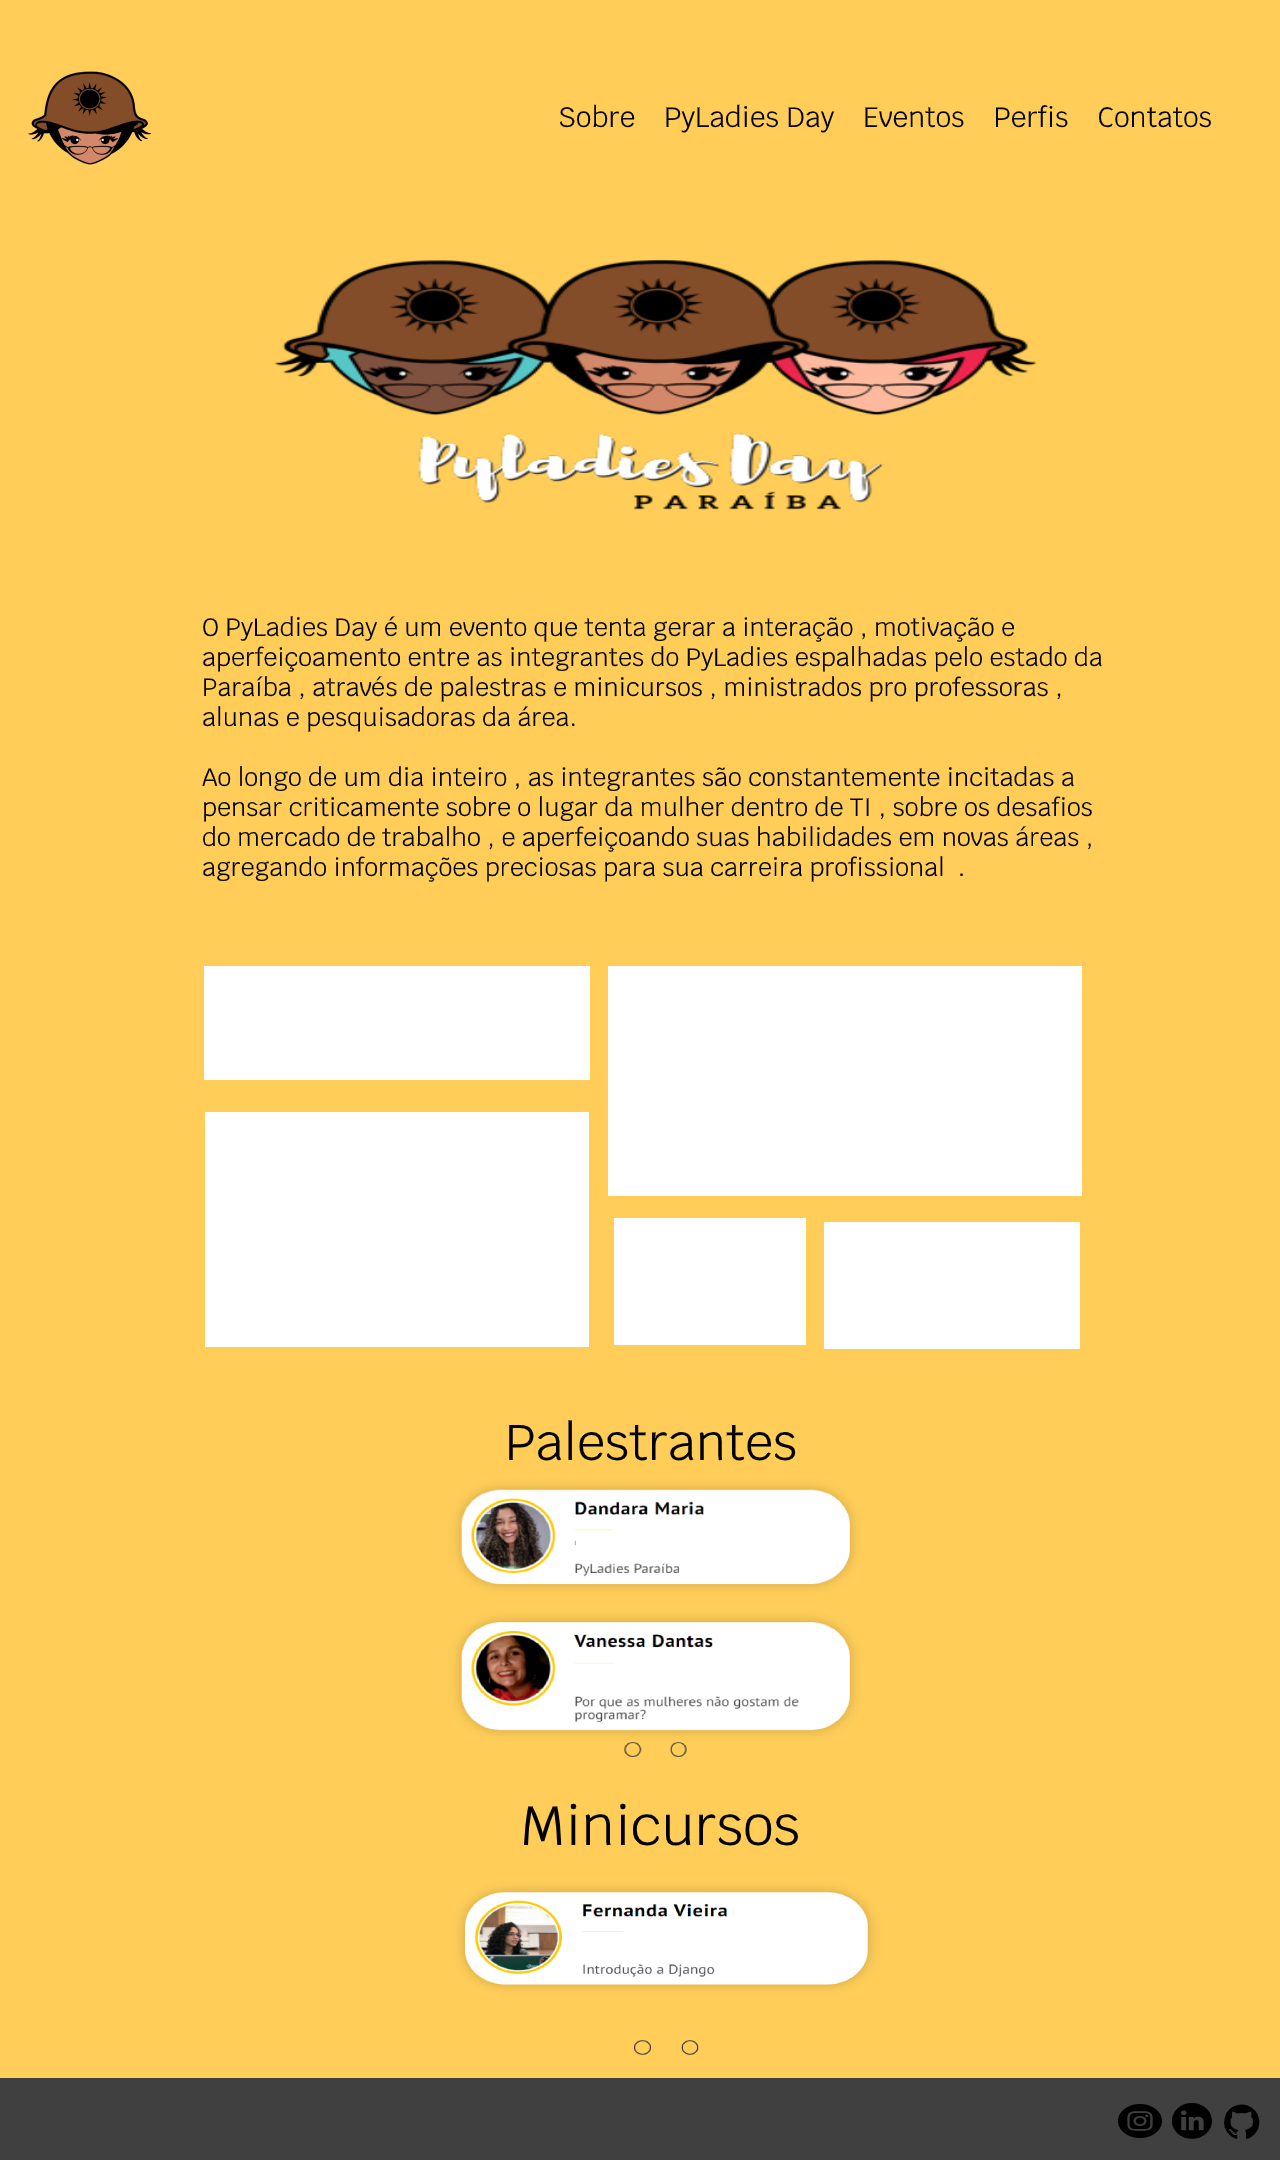 Sobre PyLadies Day Eventos Perfis Contatos
Pyladies Day
PARAÍBA
O PyLadies Day é um evento que tenta gerar a interação , motivação e
aperfeiçoamento entre as integrantes do PyLadies espalhadas pelo estado da
Paraíba , através de palestras e minicursos , ministrados pro professoras ,
alunas e pesquisadoras da área.
Ao longo de um dia inteiro , as integrantes são constantemente incitadas a
pensar criticamente sobre o lugar da mulher dentro de TI , sobre os desafios
do mercado de trabalho , e aperfeiçoando suas habilidades em novas áreas ,
agregando informações preciosas para sua carreira profissional .
Palestrantes
Dandara Maria
PyLadies Paraíba
Vanessa Dantas
Por que as mulheres não gostam de
programar?
Minicursos
Fernanda Vieira
Introdução a Django
in